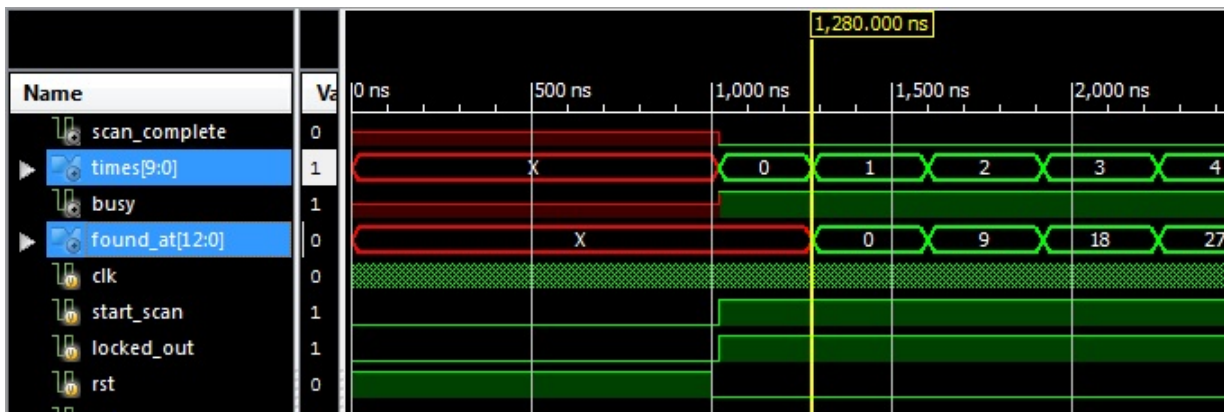 1,280.000 ns
Name Va 0 ns 500 ns 1,000 ns 1,500 ns 2,000 ns
scan_complete 0
times[9:0] 1 X 0 1 2 3 4
busy 1
found_at[12:0] 0 X 0 9 18 27
clk 0
start_scan 1
locked_out 1
rst 0